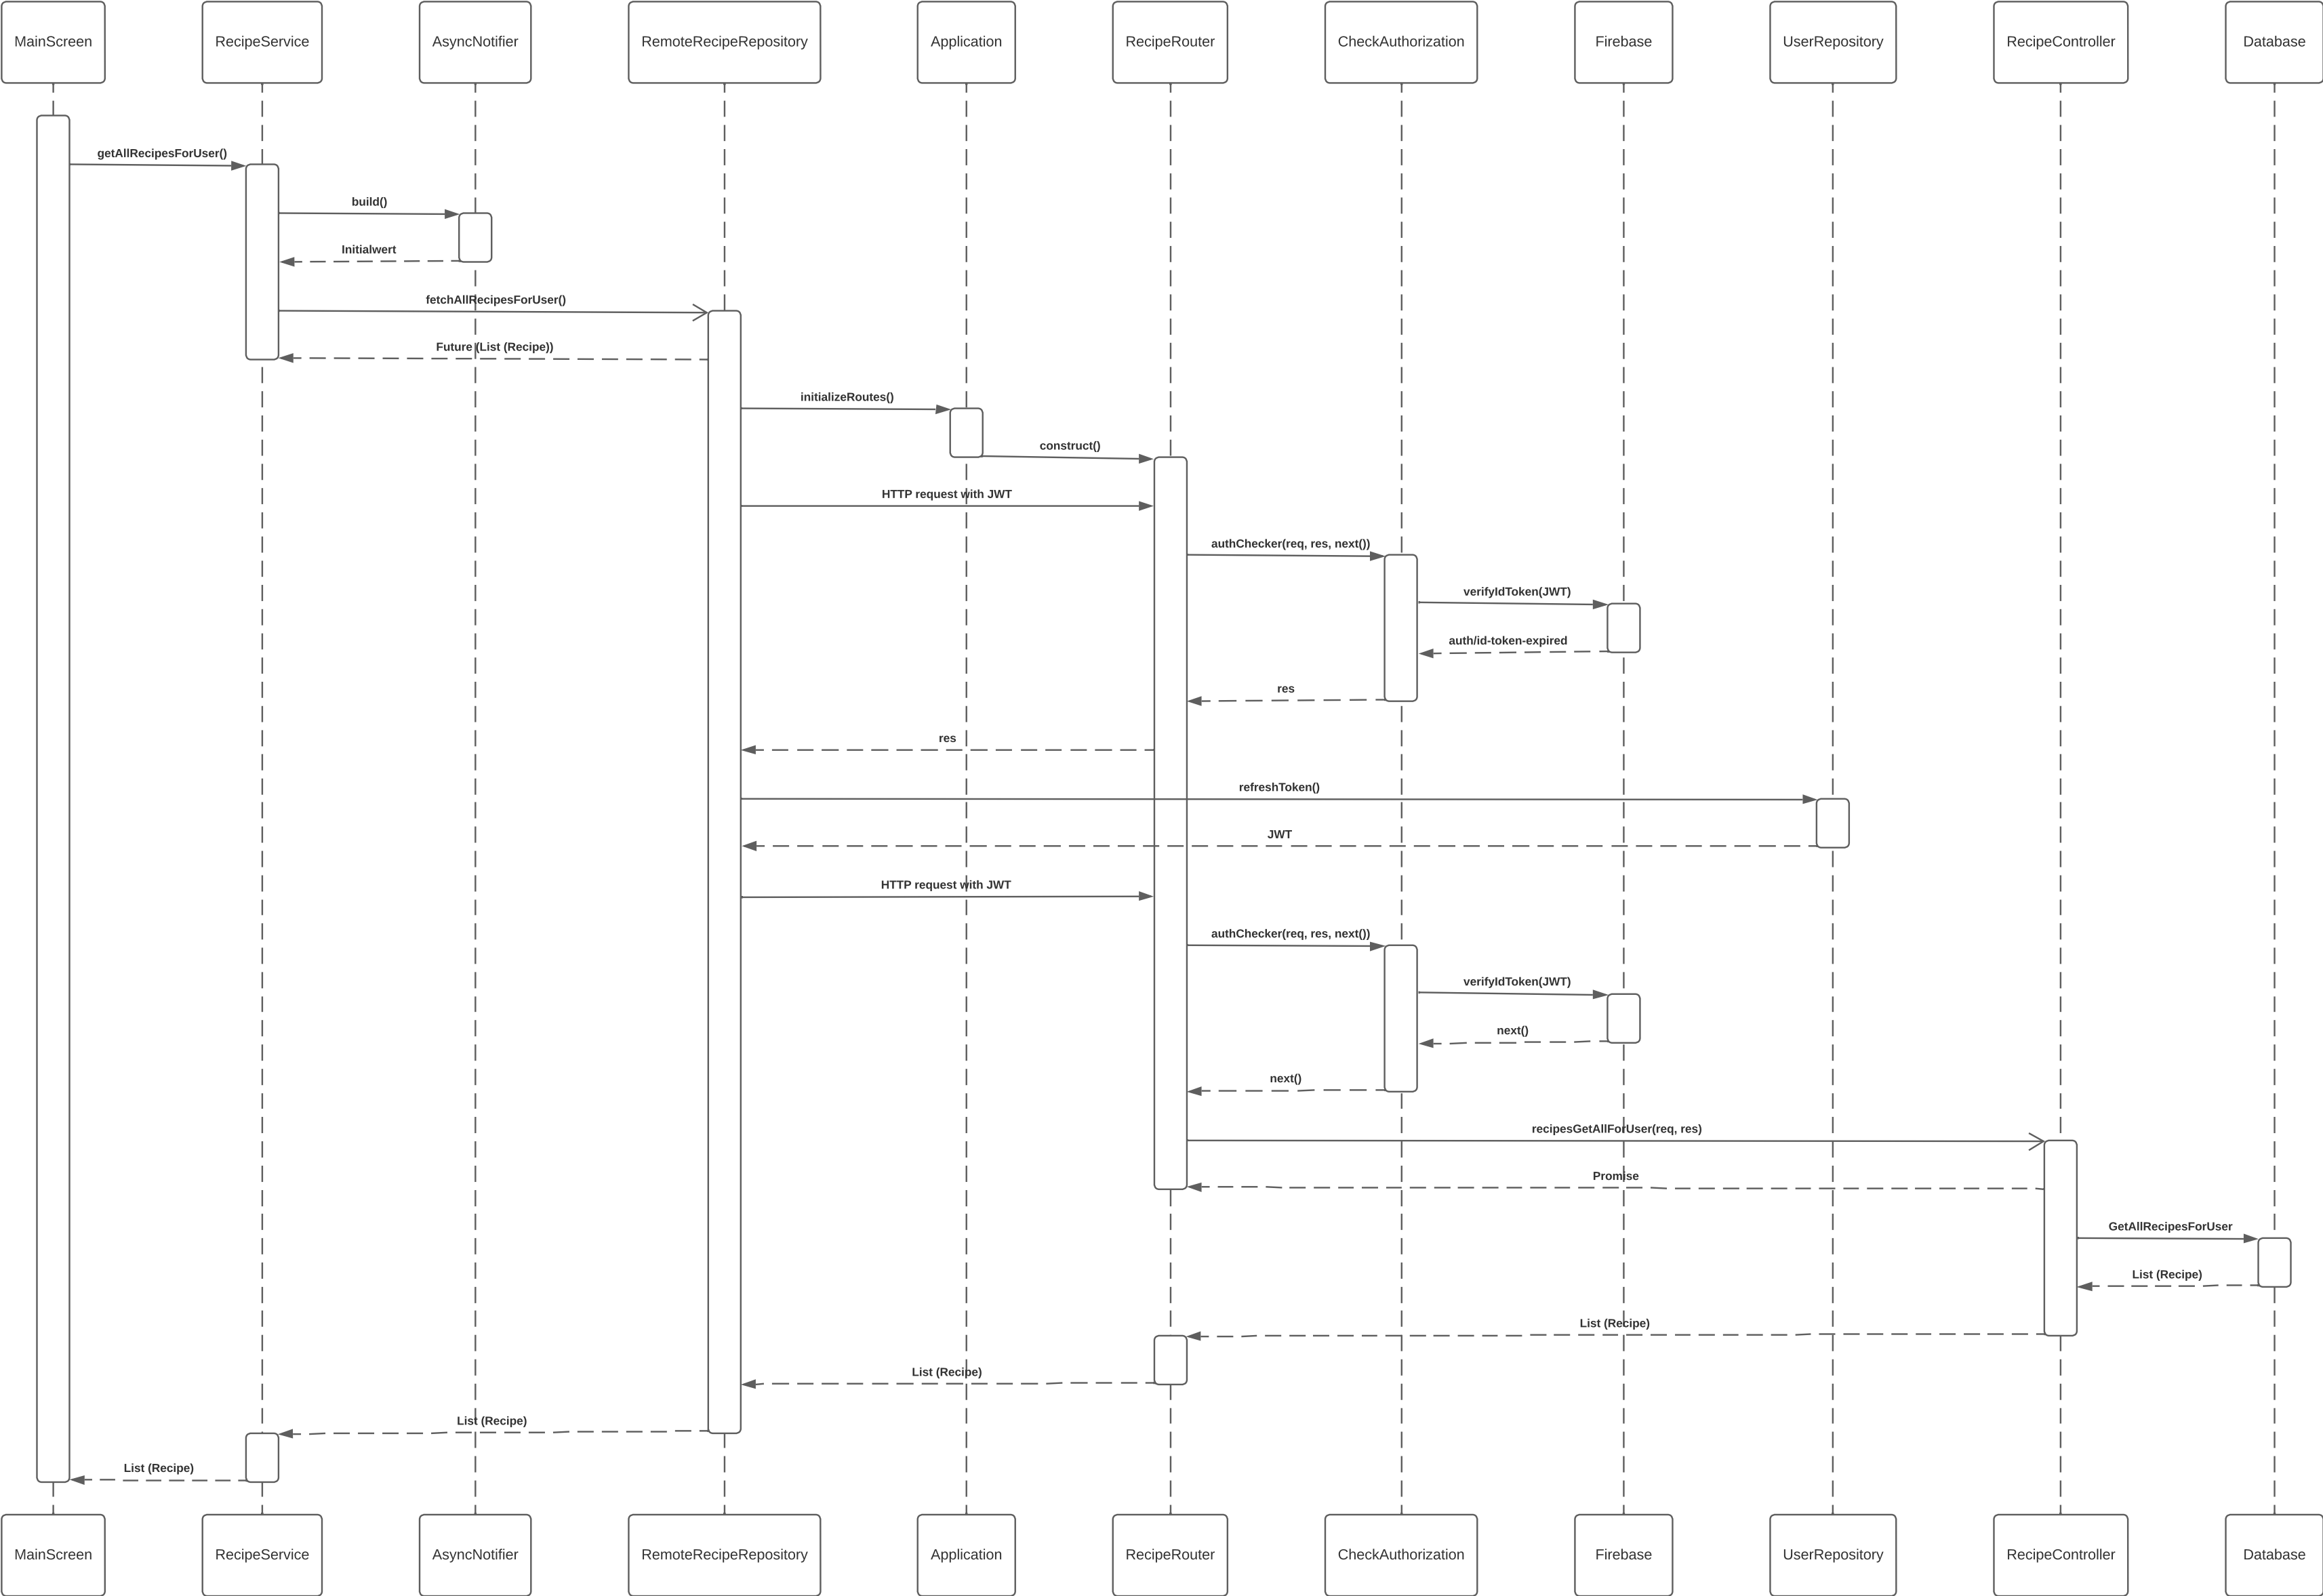 MainScreen
RecipeService
AsyncNotifier
RemoteRecipeRepository
Application
RecipeRouter
CheckAuthorization
Firebase
UserRepository
RecipeController
Database
getAllRecipesForUser()
build()
Initialwert
fetchAllRecipesForUser()
Future (List (Recipe))
initializeRoutes()
construct()
HTTP request with JWT
authChecker(req, res, next())
verifyIdToken(JWT)
auth/id-token-expired
res
res
refreshToken()
JWT
HTTP request with JWT
authChecker(req, res, next())
verifyIdToken(JWT)
next()
next()
recipesGetAllForUser(req, res)
Promise
GetAllRecipesForUser
List (Recipe)
List (Recipe)
List (Recipe)
List (Recipe)
List (Recipe)
MainScreen
RecipeService
AsyncNotifier
RemoteRecipeRepository
Application
RecipeRouter
CheckAuthorization
Firebase
UserRepository
RecipeController
Database